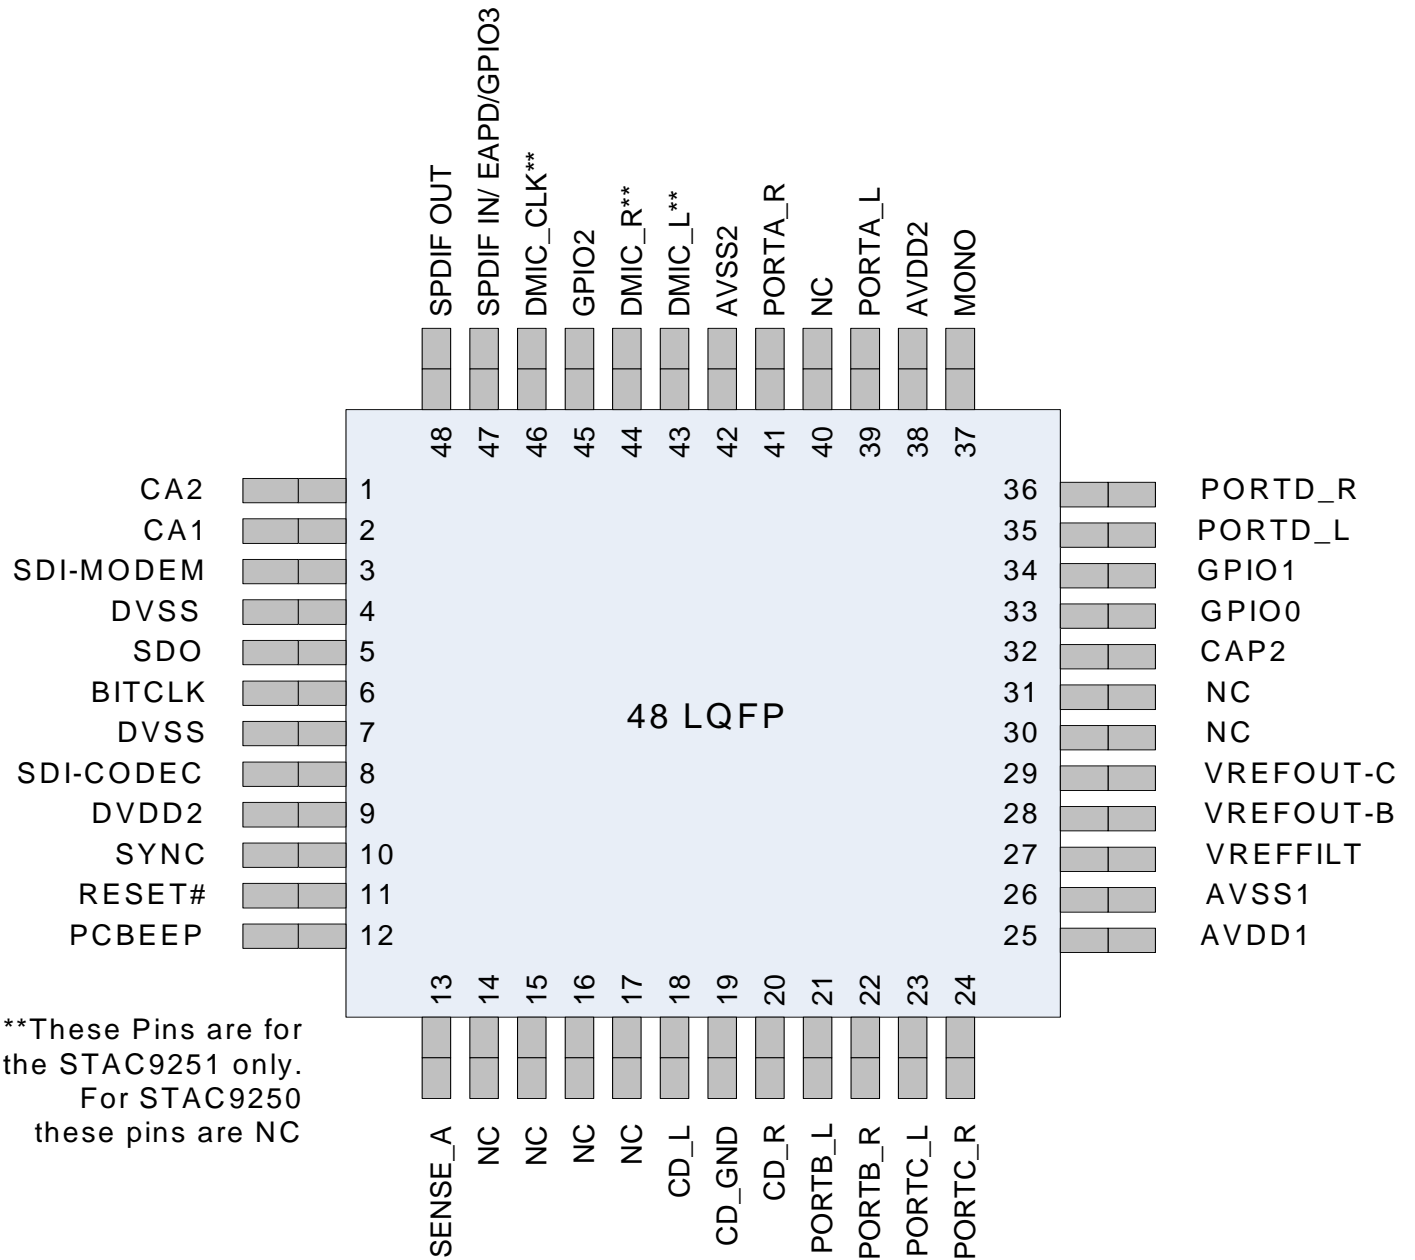 SPDIF OUT
SPDIF IN/ EAPD/GPIO3
DMIC_CLK**
GPIO2
DMIC_R**
DMIC_L**
AVSS2
PORTA_R
NC
PORTA_L
AVDD2
MONO
48
47
46
45
44
43
42
41
40
39
38
37
CA2 1
CA1 2
SDI-MODEM 3
DVSS 4
SDO 5
BITCLK 6
DVSS 7
SDI-CODEC 8
DVDD2 9
SYNC 10
RESET# 11
PCBEEP 12
48 LQFP
36 PORTD_R
35 PORTD_L
34 GPIO1
33 GPIO0
32 CAP2
31 NC
30 NC
29 VREFOUT-C
28 VREFOUT-B
27 VREFFILT
26 AVSS1
25 AVDD1
13
14
15
16
17
18
19
20
21
22
23
24
SENSE_A
NC
NC
NC
NC
CD_L
CD_GND
CD_R
PORTB_L
PORTB_R
PORTC_L
PORTC_R
**These Pins are for
the STAC9251 only.
For STAC9250
these pins are NC